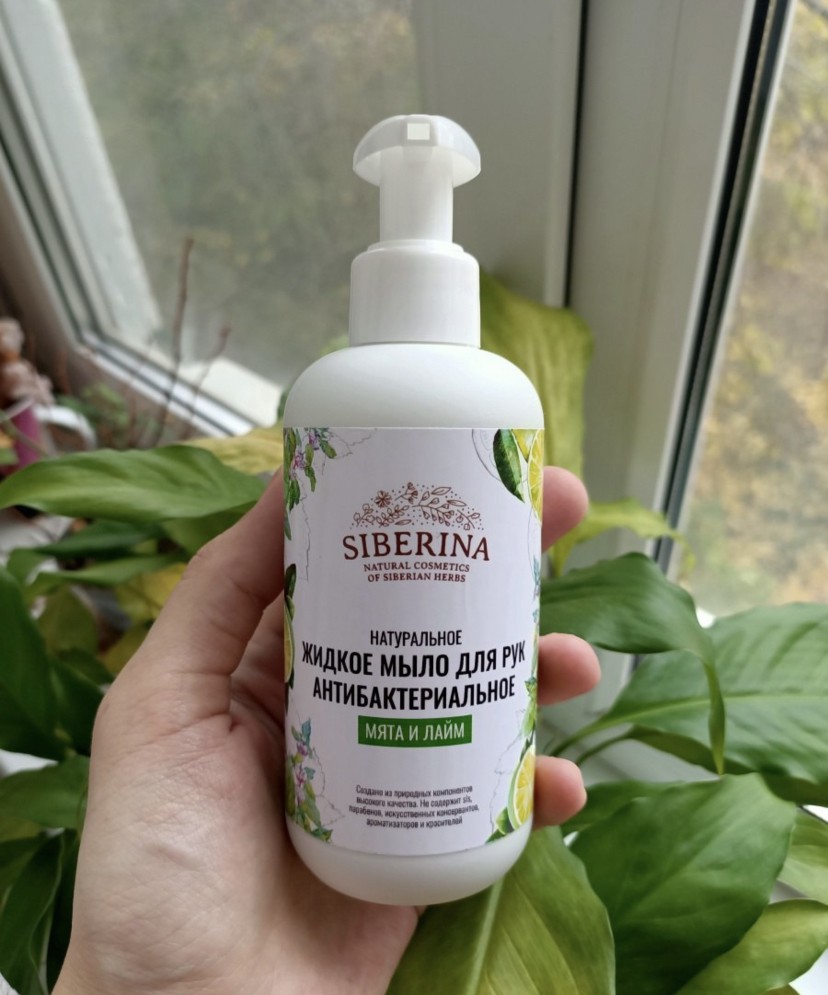 SIBERINA
NATURAL COSMETICS
OF SIBERIAN HERBS
НАТУРАЛЬНОЕ
ЖИДКОЕ МЫЛО ДЛЯ РУК
АНТИБАКТЕРИАЛЬНОЕ
МЯТА И ЛАЙМ
Создано из природных компонентов
высокого качества. Не содержит sls,
парабенов, искусственных консервантов,
ароматизаторов и красителей